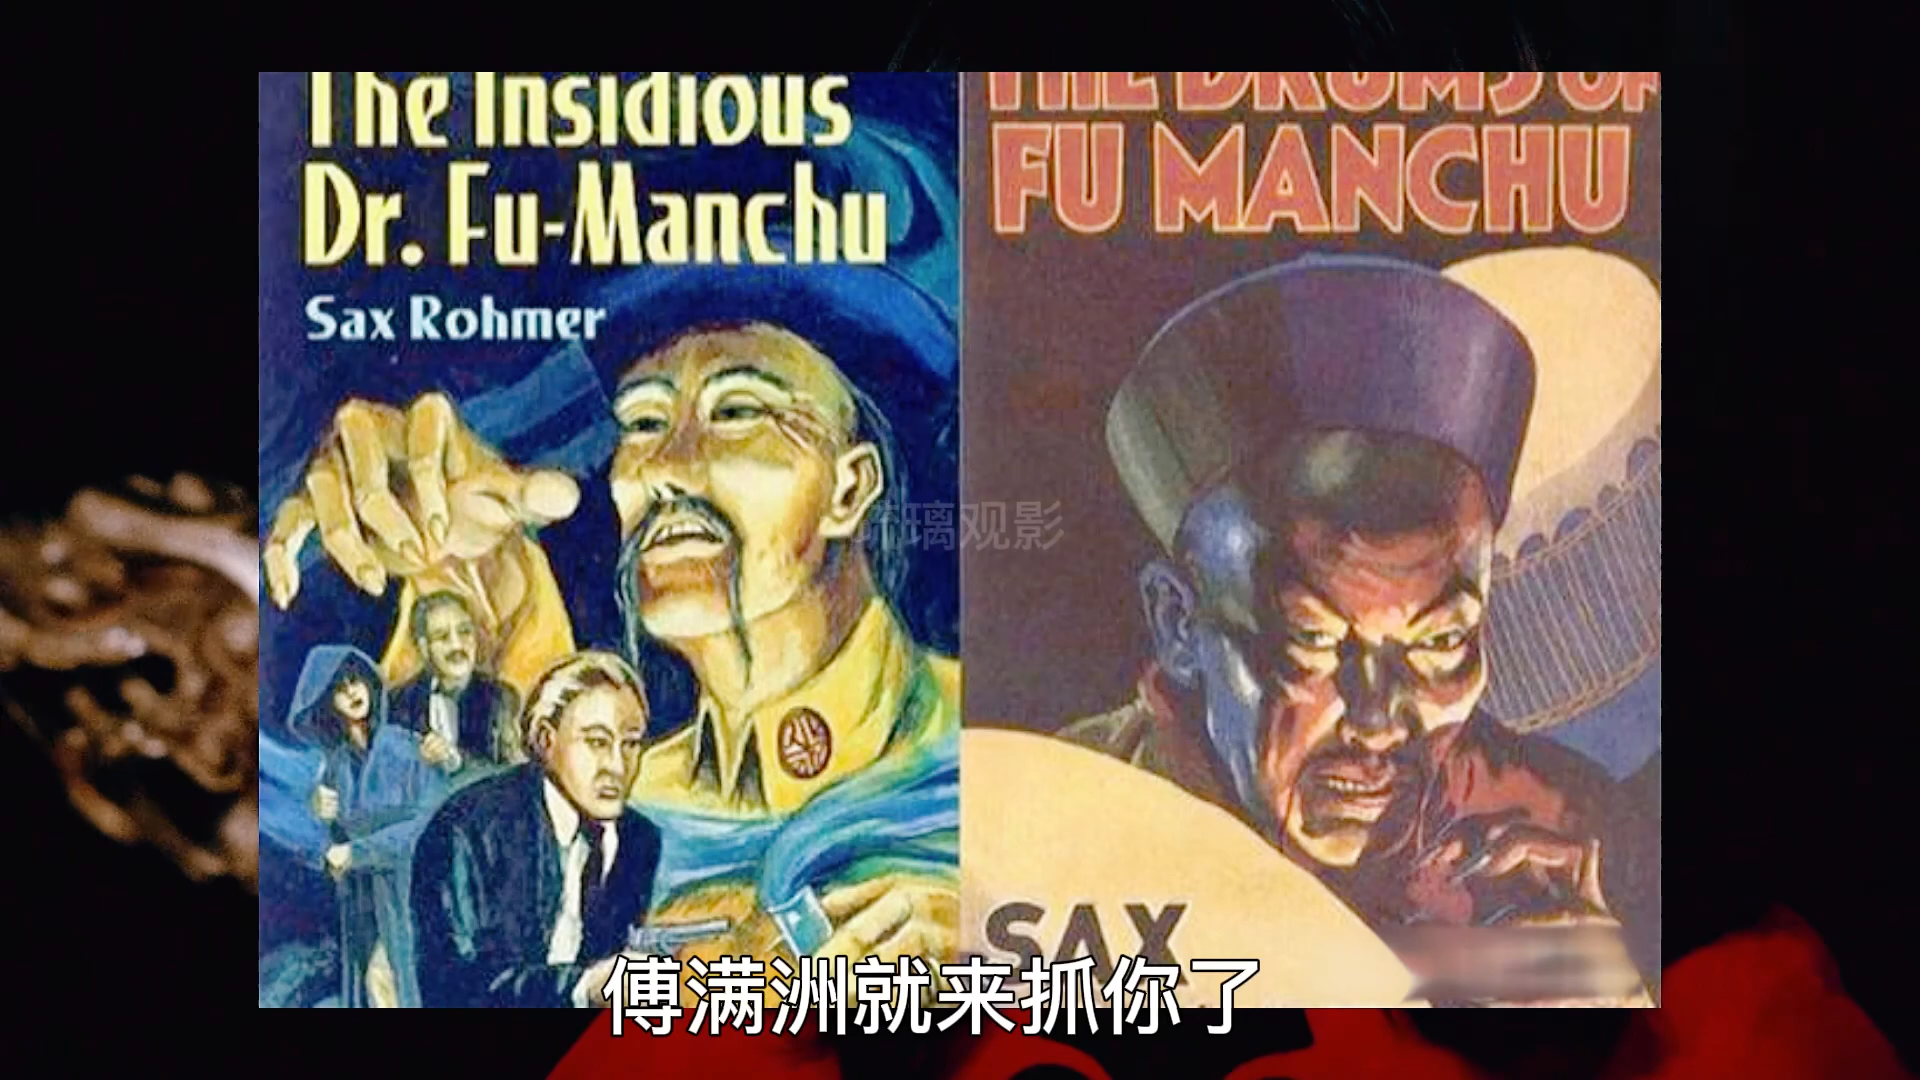 The Insidious
Dr. Fu-Manchu
Sax Rohmer
THE DRUMS OF
FU MANCHU
SAX
琉璃观影
傅满洲就来抓你了